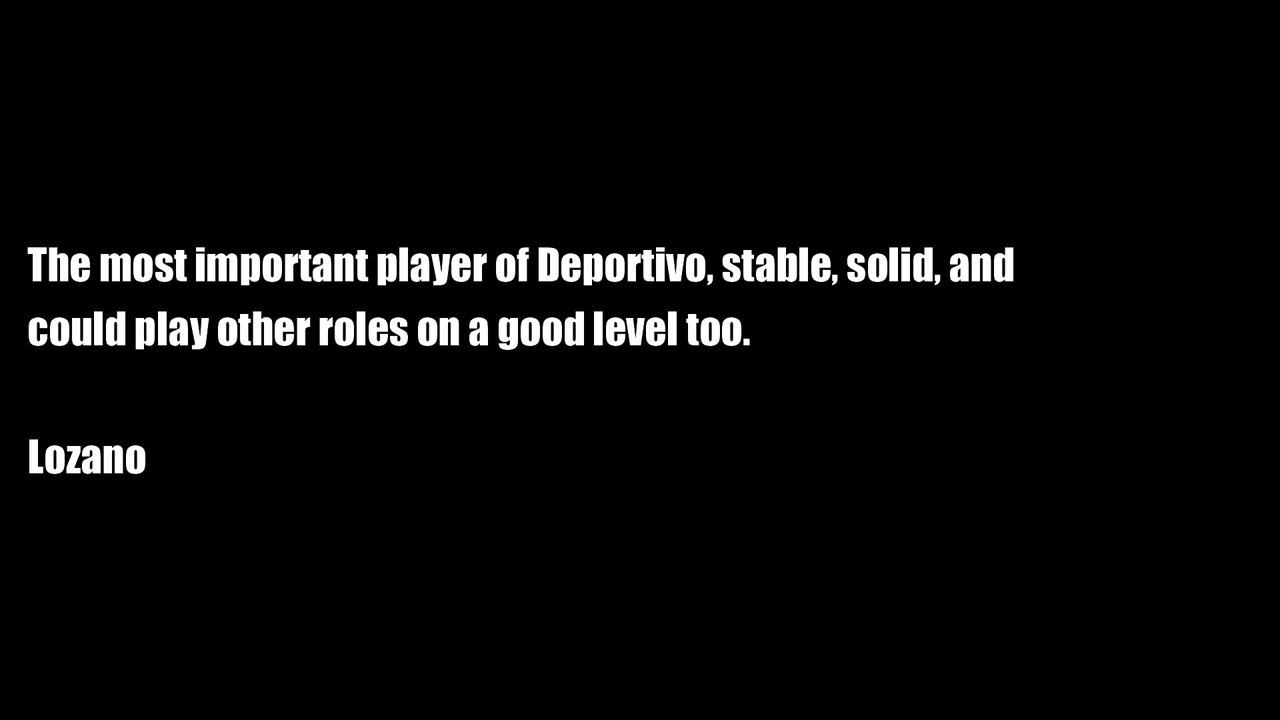 The most important player of Deportivo, stable, solid, and
could play other roles on a good level too.
Lozano